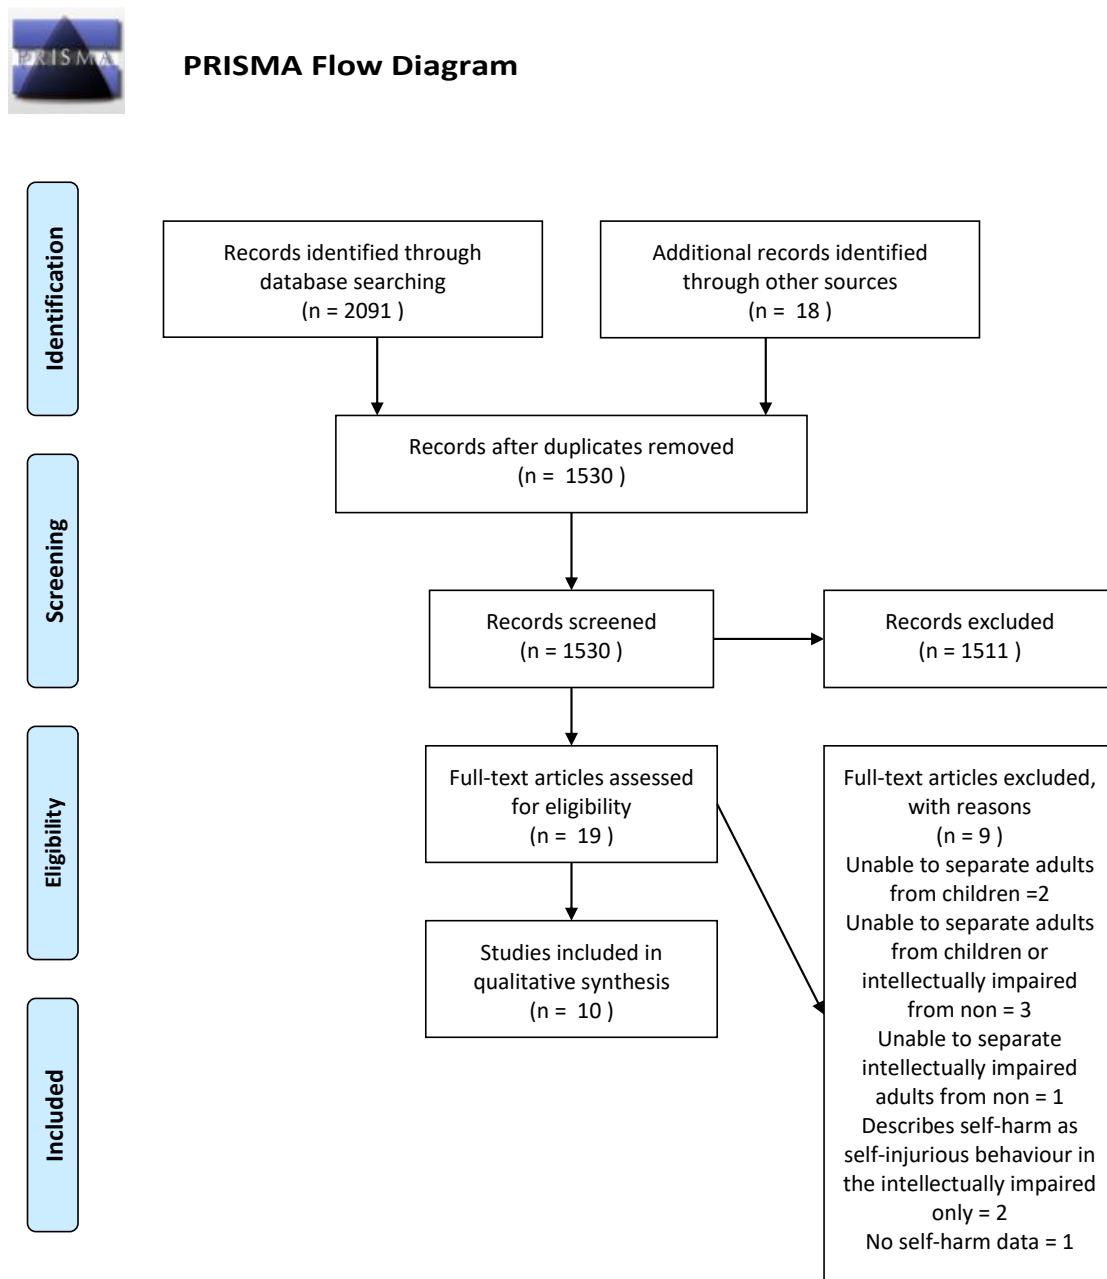 PRISMA
PRISMA Flow Diagram
Identification
Records identified through
database searching
(n = 2091 )
Additional records identified
through other sources
(n =  18 )
Records after duplicates removed
(n =  1530 )
Screening
Records screened
(n = 1530 )
Records excluded
(n = 1511 )
Eligibility
Full-text articles assessed
for eligibility
(n =  19 )
Full-text articles excluded,
with reasons
(n = 9 )
Unable to separate adults
from children =2
Unable to separate adults
from children or
intellectually impaired
from non = 3
Unable to separate
intellectually impaired
adults from non = 1
Describes self-harm as
self-injurious behaviour in
the intellectually impaired
only = 2
No self-harm data = 1
Studies included in
qualitative synthesis
(n =  10 )
Included